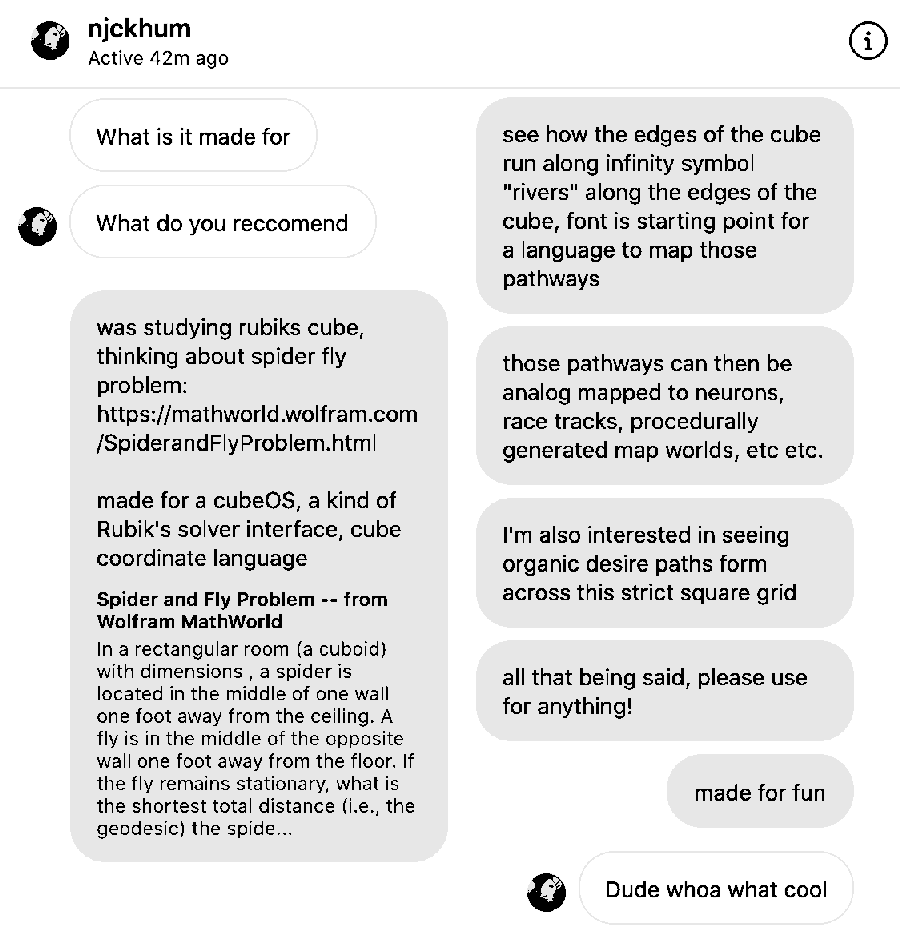 njckhum
Active 42m ago
What is it made for
What do you reccomend
was studying rubiks cube,
thinking about spider fly
problem:
https://mathworld.wolfram.com
/SpiderandFlyProblem.html
made for a cubeOS, a kind of
Rubik's solver interface, cube
coordinate language
Spider and Fly Problem -- from
Wolfram MathWorld
In a rectangular room (a cuboid)
with dimensions , a spider is
located in the middle of one wall
one foot away from the ceiling. A
fly is in the middle of the opposite
wall one foot away from the floor. If
the fly remains stationary, what is
the shortest total distance (i.e., the
geodesic) the spide...
see how the edges of the cube
run along infinity symbol
"rivers" along the edges of the
cube, font is starting point for
a language to map those
pathways
those pathways can then be
analog mapped to neurons,
race tracks, procedurally
generated map worlds, etc etc.
I'm also interested in seeing
organic desire paths form
across this strict square grid
all that being said, please use
for anything!
made for fun
Dude whoa what cool